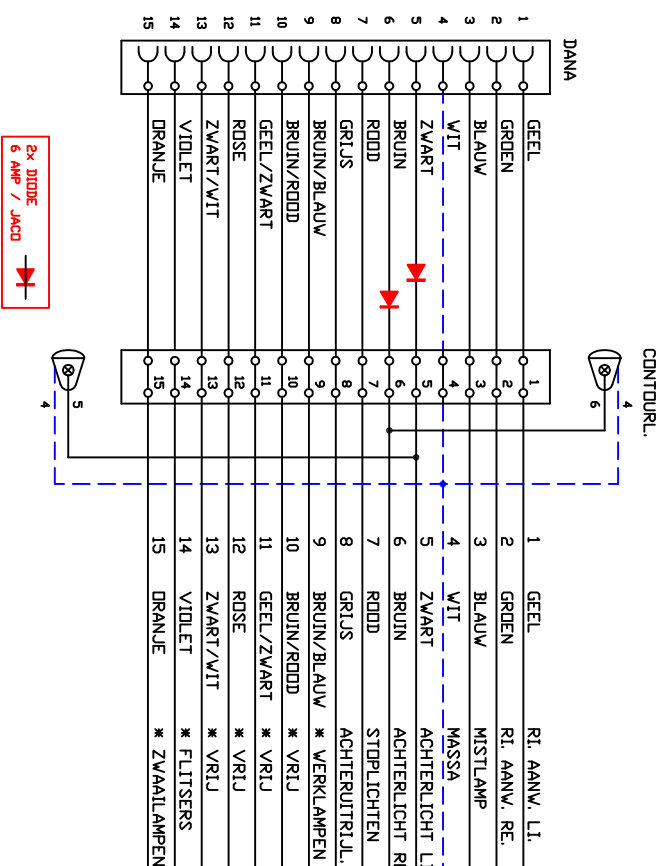 CONTOURL.
4
6
DANA
1 GEEL 1 1 GEEL RI. AANW. LI.
2 GROEN 2 2 GROEN RI. AANW. RE.
3 BLAUW 3 3 BLAUW MISTLAMP
4 WIT 4 4 WIT MASSA
5 ZWART 5 5 ZWART ACHTERLICHT LI
6 BRUIN 6 6 BRUIN ACHTERLICHT RE
7 ROOD 7 7 ROOD STOPLICHTEN
8 GRIJS 8 8 GRIJS ACHTERUITRIJL.
9 BRUIN/BLAUW 9 9 BRUIN/BLAUW * WERKLAMPEN
10 BRUIN/ROOD 10 10 BRUIN/ROOD * VRIJ
11 GEEL/ZWART 11 11 GEEL/ZWART * VRIJ
12 ROSE 12 12 ROSE * VRIJ
13 ZWART/WIT 13 13 ZWART/WIT * VRIJ
14 VIOLET 14 14 VIOLET * FLITSERS
15 ORANJE 15 15 ORANJE * ZWAAILAMPEN
5
4
2x DIODE
6 AMP / JACO